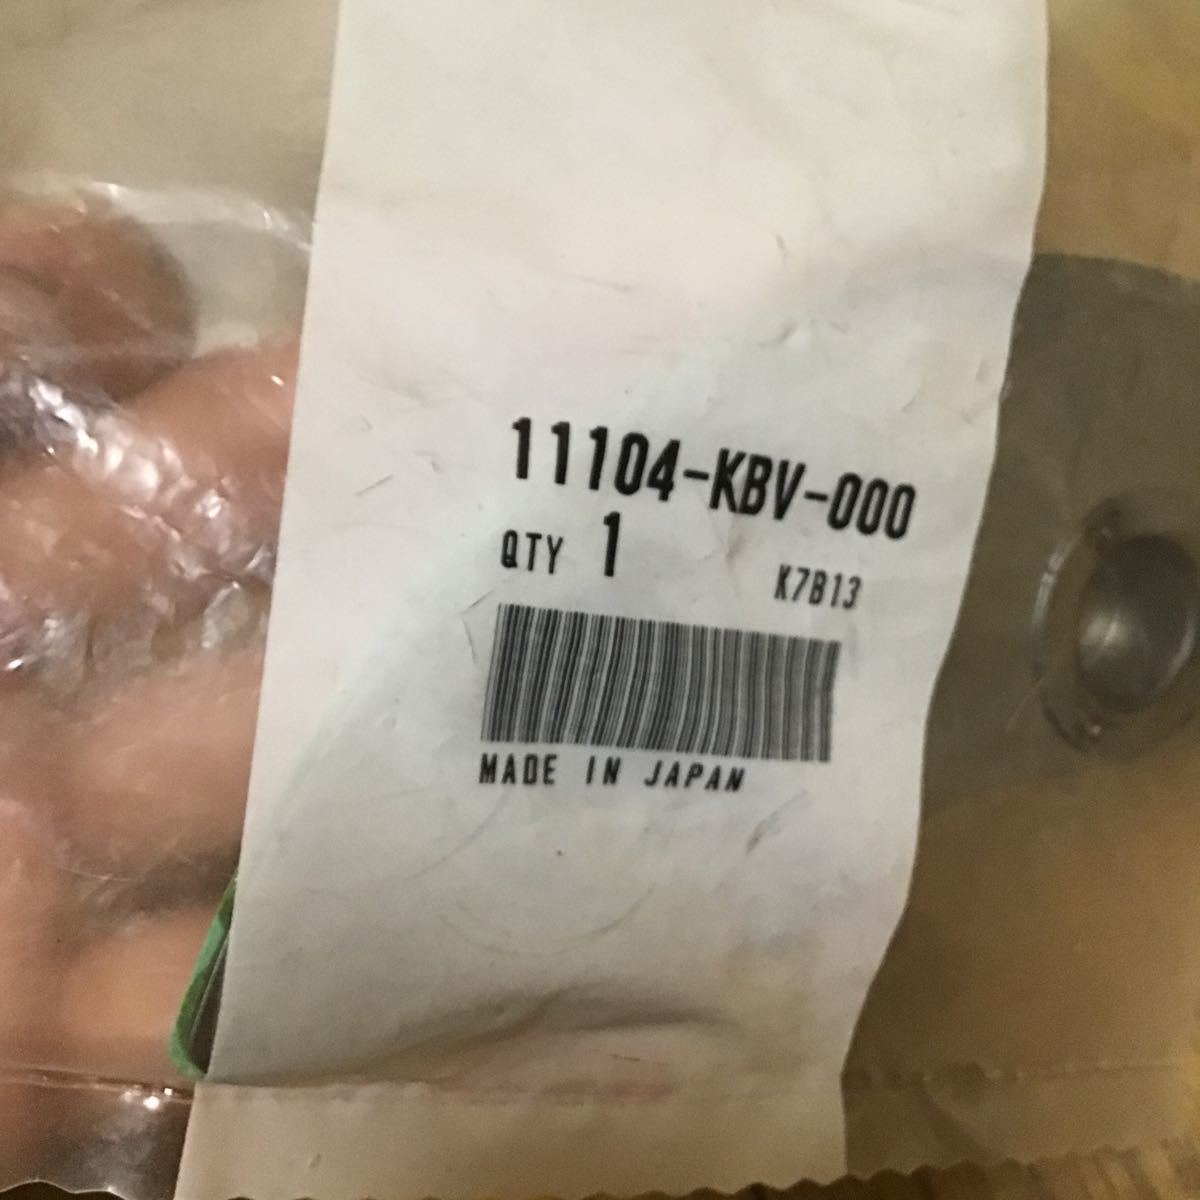 11104-KBV-000
QTY 1 K7B13
MADE IN JAPAN